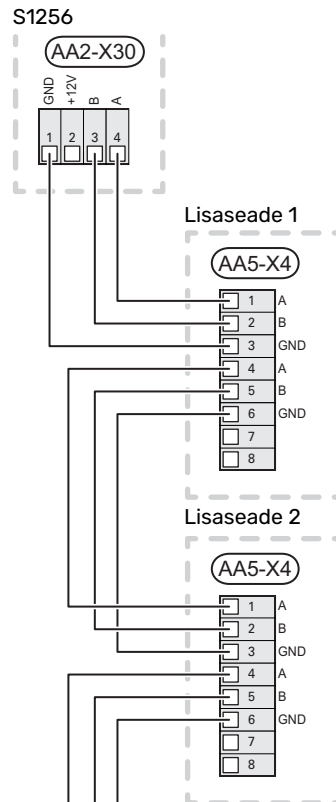 S1256
AA2-X30
GND +12V B A
1 2 3 4
Lisaseade 1
AA5-X4
1 A
2 B
3 GND
4 A
5 B
6 GND
7
8
Lisaseade 2
AA5-X4
1 A
2 B
3 GND
4 A
5 B
6 GND
7
8